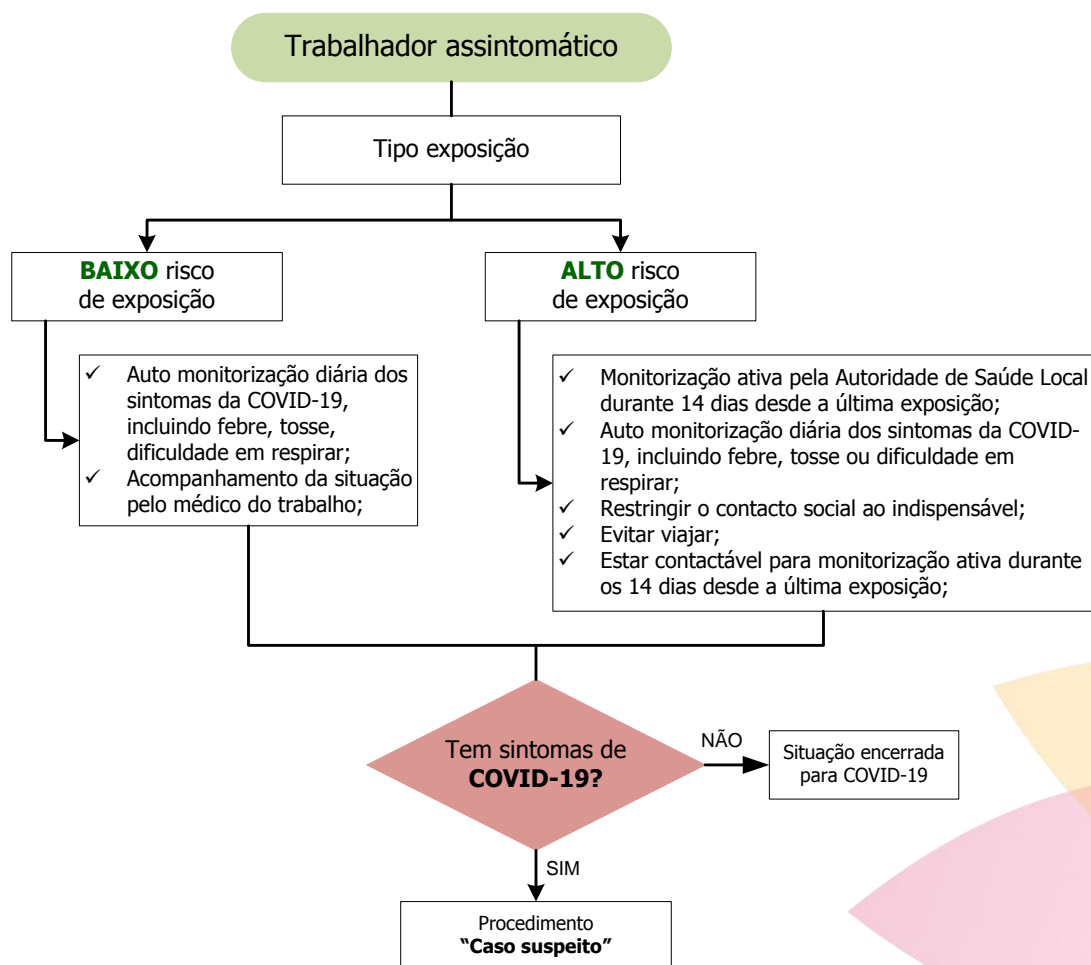 Trabalhador assintomático
Tipo exposição
BAIXO risco
de exposição
ALTO risco
de exposição
✓ Auto monitorização diária dos
sintomas da COVID-19,
incluindo febre, tosse,
dificuldade em respirar;
✓ Acompanhamento da situação
pelo médico do trabalho;
✓ Monitorização ativa pela Autoridade de Saúde Local
durante 14 dias desde a última exposição;
✓ Auto monitorização diária dos sintomas da COVID-
19, incluindo febre, tosse ou dificuldade em
respirar;
✓ Restringir o contacto social ao indispensável;
✓ Evitar viajar;
✓ Estar contactável para monitorização ativa durante
os 14 dias desde a última exposição;
Tem sintomas de
COVID-19?
NÃO
Situação encerrada
para COVID-19
SIM
Procedimento
“Caso suspeito”